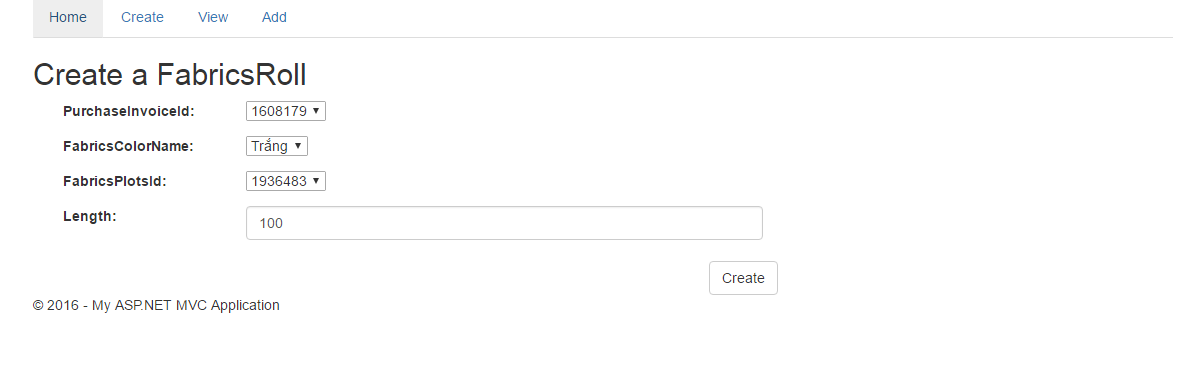 Home Create View Add
Create a FabricsRoll
PurchaseInvoiceId: 1608179
FabricsColorName: Trắng
FabricsPlotsId: 1936483
Length: 100
Create
© 2016 - My ASP.NET MVC Application